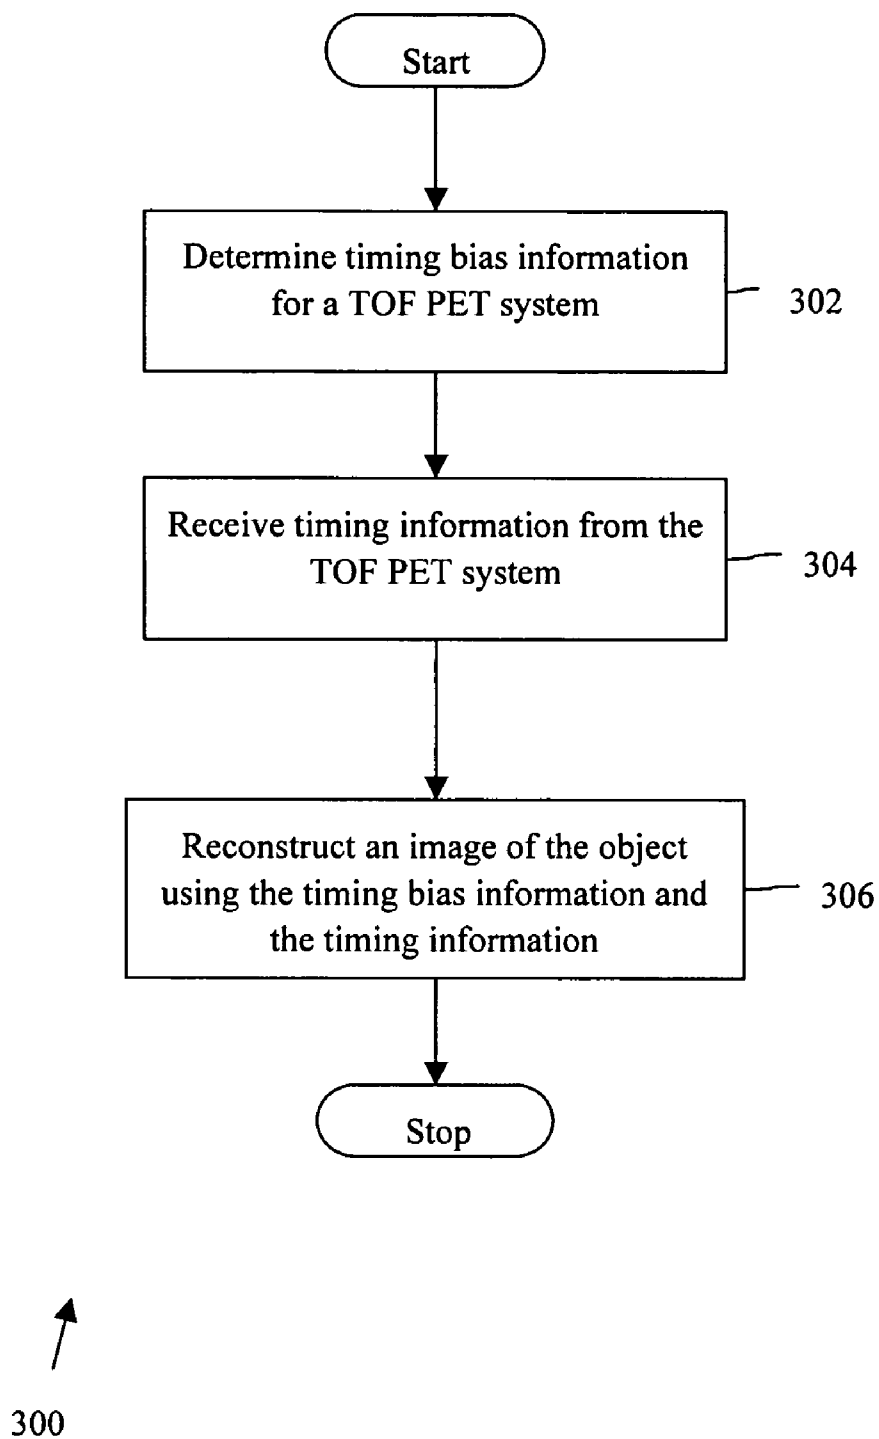 Start
Determine timing bias information
for a TOF PET system
302
Receive timing information from the
TOF PET system
304
Reconstruct an image of the object
using the timing bias information and
the timing information
306
Stop
300